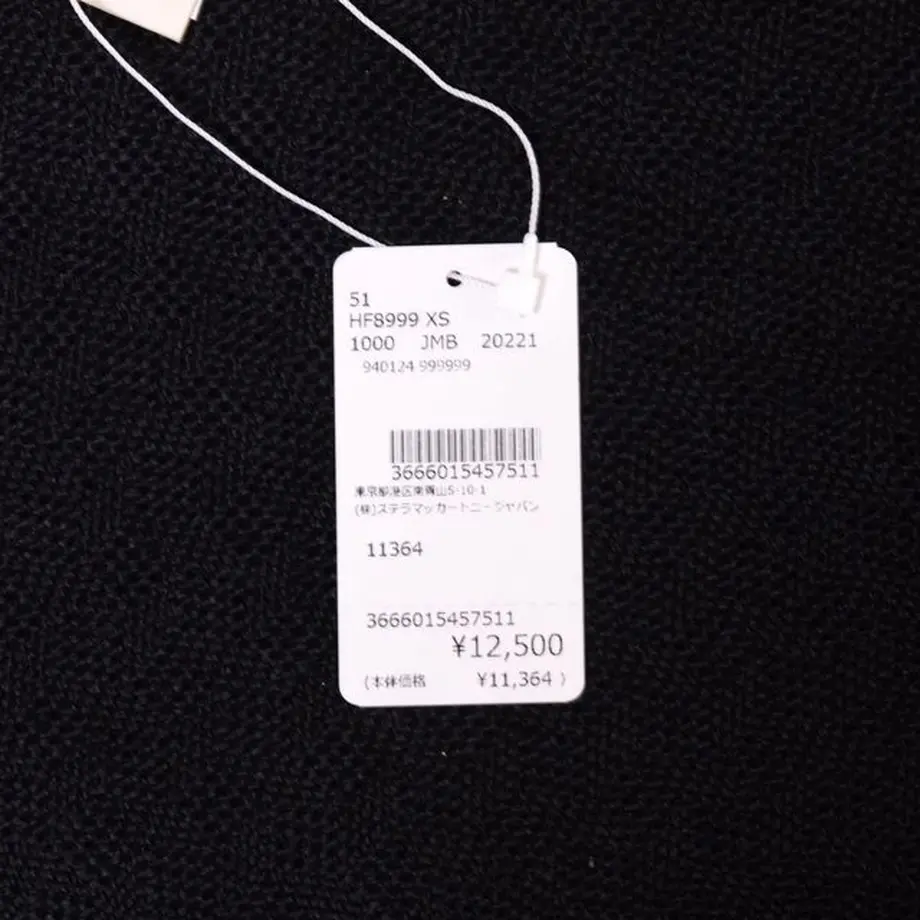 51
HF8999 XS
1000 JMB 20221
940124 999999
3666015457511
東京都港区南青山5-10-1
(株)ステラマッカートニージャパン
11364
3666015457511
¥12,500
(本体価格 ¥11,364 )